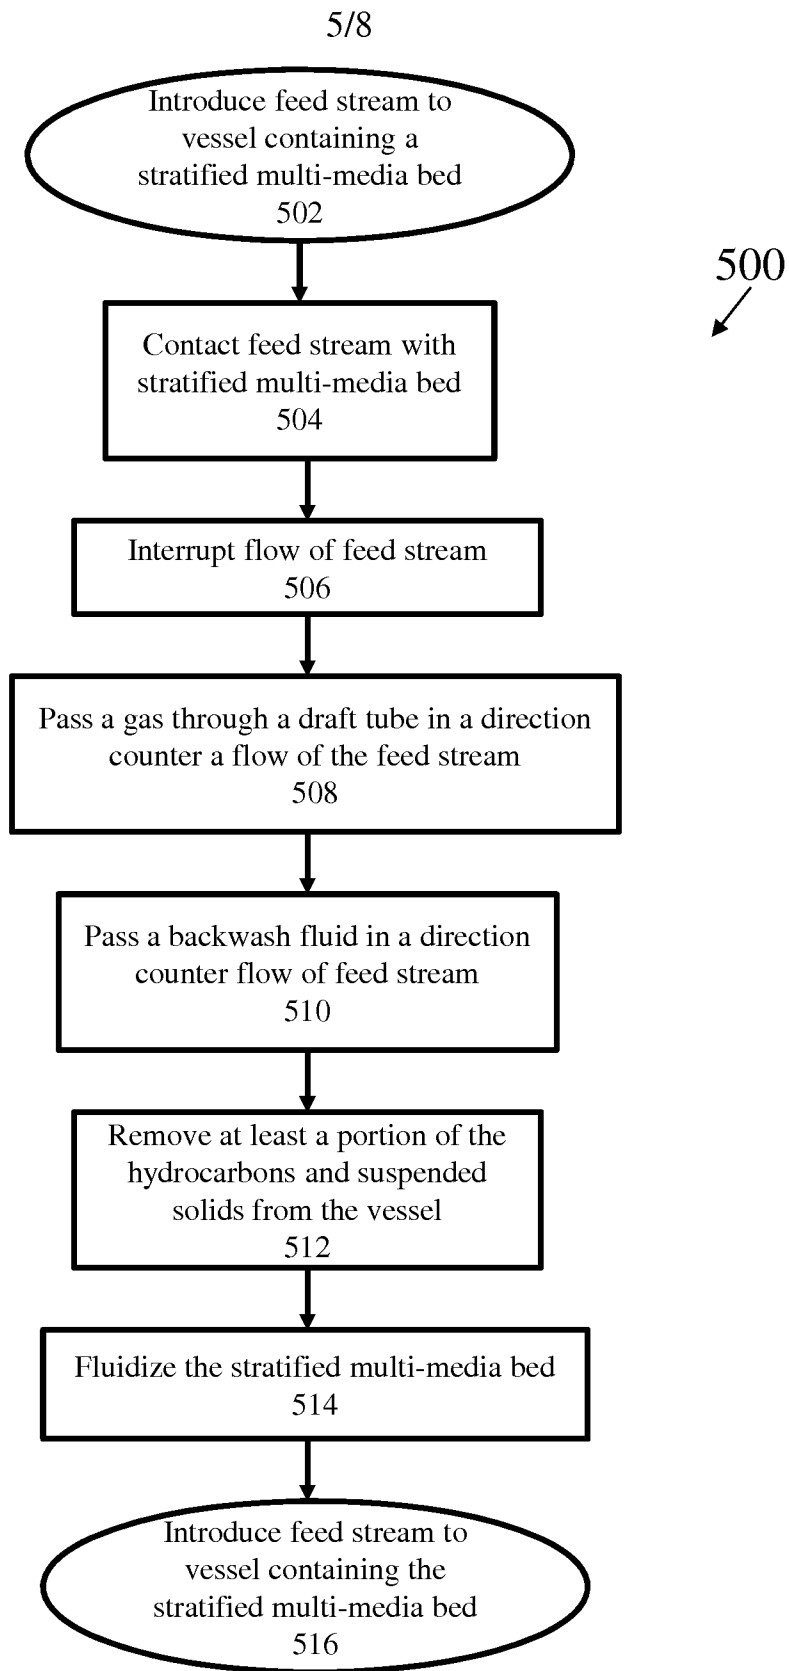 5/8
Introduce feed stream to
vessel containing a
stratified multi-media bed
502
500
Contact feed stream with
stratified multi-media bed
504
Interrupt flow of feed stream
506
Pass a gas through a draft tube in a direction
counter a flow of the feed stream
508
Pass a backwash fluid in a direction
counter flow of feed stream
510
Remove at least a portion of the
hydrocarbons and suspended
solids from the vessel
512
Fluidize the stratified multi-media bed
514
Introduce feed stream to
vessel containing the
stratified multi-media bed
516